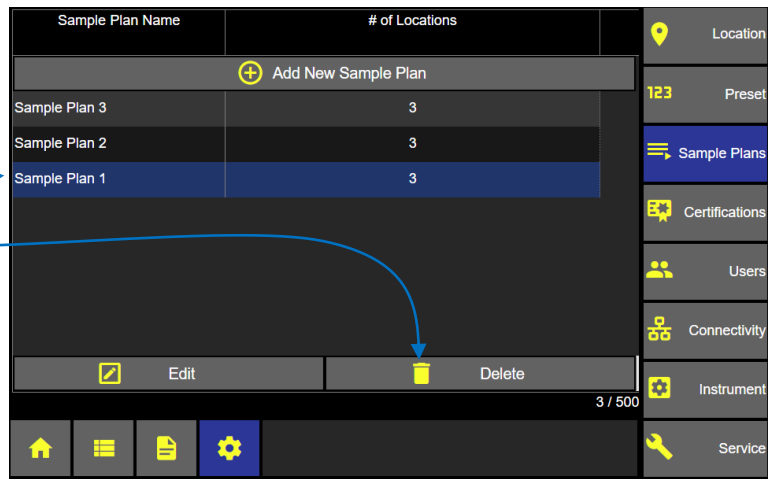 Sample Plan Name # of Locations
Add New Sample Plan
Sample Plan 3 3
Sample Plan 2 3
Sample Plan 1 3
Edit Delete
3 / 500
Location
123 Preset
Sample Plans
Certifications
Users
Connectivity
Instrument
Service